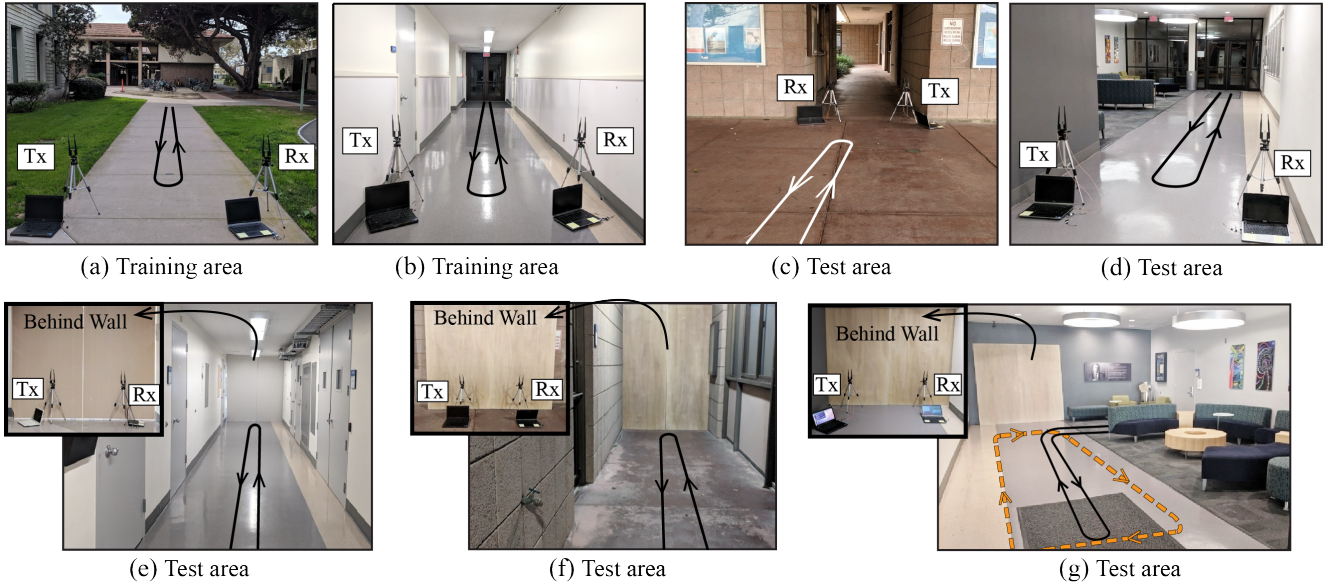 Tx
Rx
(a) Training area
Tx
Rx
(b) Training area
Rx
Tx
NO
(c) Test area
Tx
Rx
(d) Test area
Behind Wall
Tx
Rx
(e) Test area
Behind Wall
Tx
Rx
(f) Test area
Behind Wall
Tx
Rx
(g) Test area